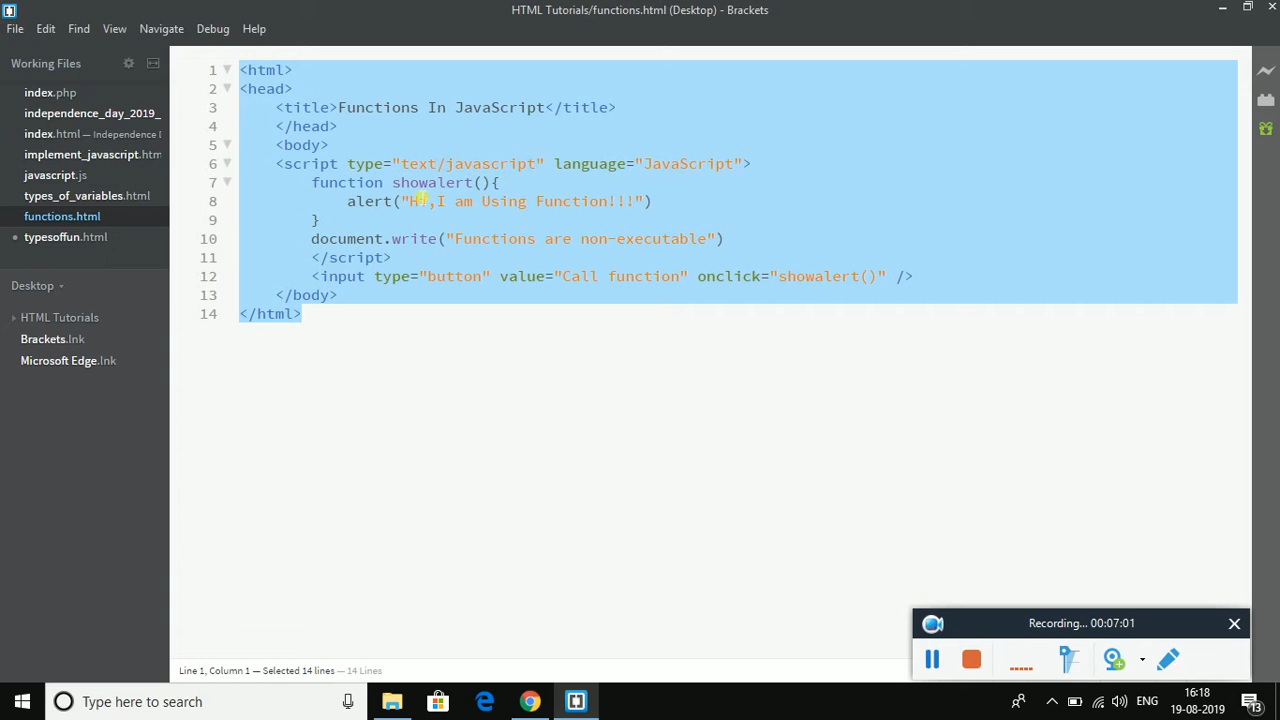 HTML Tutorials/functions.html (Desktop) - Brackets
File Edit Find View Navigate Debug Help
Working Files
index.php
independence_day_2019_
index.html — Independence D
implement_javascript.htm
javascript.js
types_of_variables.html
functions.html
typesoffun.html
Desktop
HTML Tutorials
Brackets.lnk
Microsoft Edge.lnk
1 <html>
2 <head>
3 <title>Functions In JavaScript</title>
4 </head>
5 <body>
6 <script type="text/javascript" language="JavaScript">
7 function showalert(){
8 alert("Hi,I am Using Function!!!")
9 }
10 document.write("Functions are non-executable")
11 </script>
12 <input type="button" value="Call function" onclick="showalert()" />
13 </body>
14 </html>
Line 1, Column 1 — Selected 14 lines — 14 Lines
Recording... 00:07:01
Type here to search
ENG
16:18
19-08-2019
13